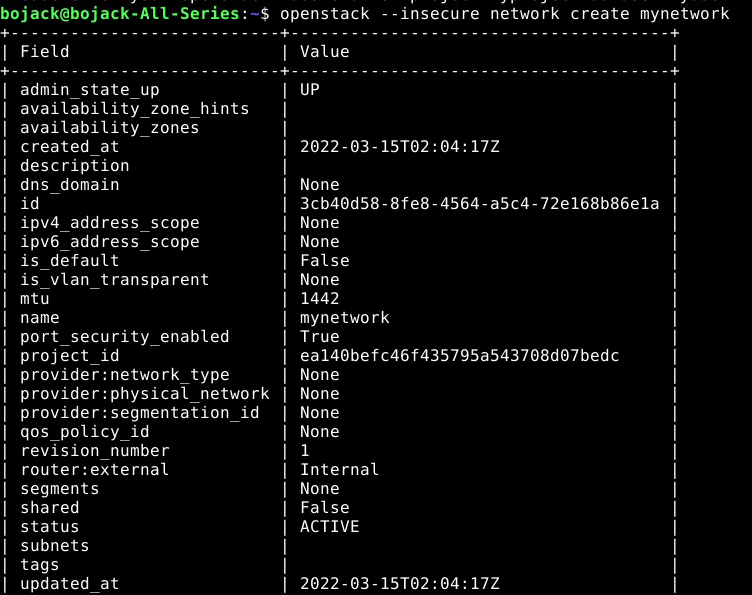 bojack@bojack-All-Series:~$ openstack --insecure network create mynetwork
+---------------------------+--------------------------------------+
| Field                     | Value                                |
+---------------------------+--------------------------------------+
| admin_state_up            | UP                                   |
| availability_zone_hints   |                                      |
| availability_zones        |                                      |
| created_at                | 2022-03-15T02:04:17Z                 |
| description               |                                      |
| dns_domain                | None                                 |
| id                        | 3cb40d58-8fe8-4564-a5c4-72e168b86e1a |
| ipv4_address_scope        | None                                 |
| ipv6_address_scope        | None                                 |
| is_default                | False                                |
| is_vlan_transparent       | None                                 |
| mtu                       | 1442                                 |
| name                      | mynetwork                            |
| port_security_enabled     | True                                 |
| project_id                | ea140befc46f435795a543708d07bedc     |
| provider:network_type     | None                                 |
| provider:physical_network | None                                 |
| provider:segmentation_id  | None                                 |
| qos_policy_id             | None                                 |
| revision_number           | 1                                    |
| router:external           | Internal                             |
| segments                  | None                                 |
| shared                    | False                                |
| status                    | ACTIVE                               |
| subnets                   |                                      |
| tags                      |                                      |
| updated_at                | 2022-03-15T02:04:17Z                 |